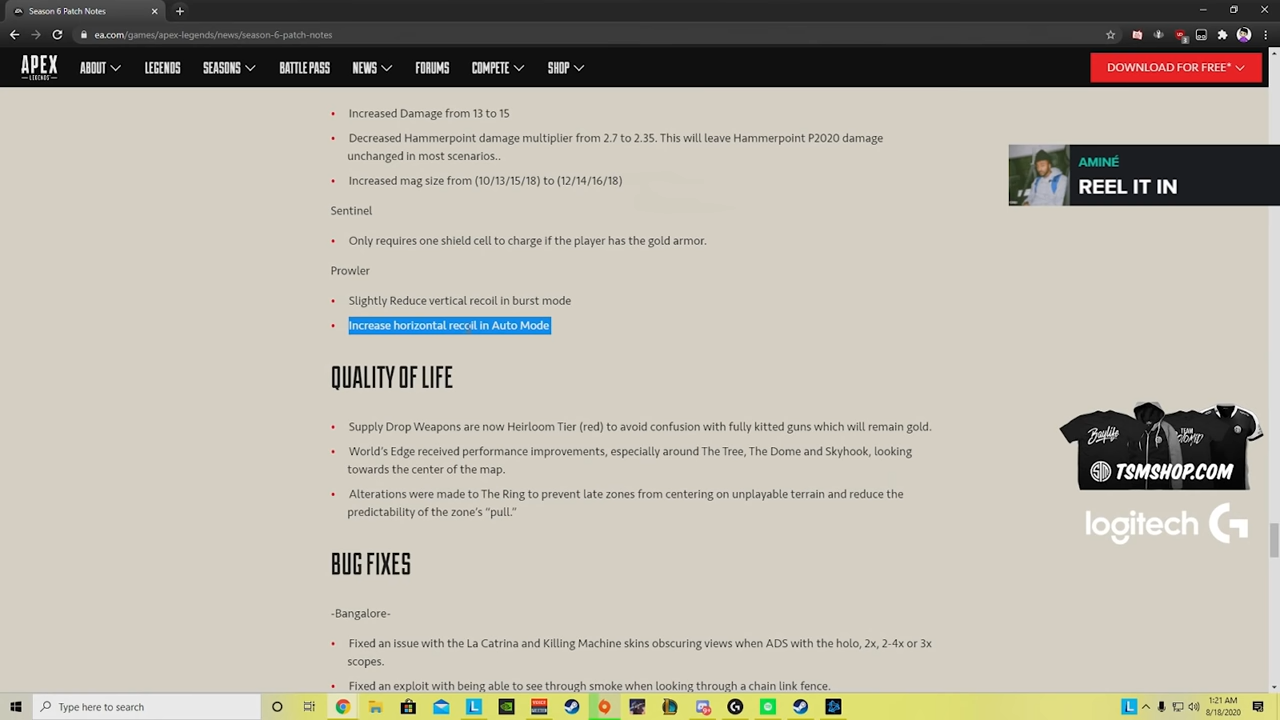 Season 6 Patch Notes
ea.com/games/apex-legends/news/season-6-patch-notes
APEX
LEGENDS
ABOUT
LEGENDS
SEASONS
BATTLE PASS
NEWS
FORUMS
COMPETE
SHOP
DOWNLOAD FOR FREE*
• Increased Damage from 13 to 15
• Decreased Hammerpoint damage multiplier from 2.7 to 2.35. This will leave Hammerpoint P2020 damage
unchanged in most scenarios..
• Increased mag size from (10/13/15/18) to (12/14/16/18)
Sentinel
• Only requires one shield cell to charge if the player has the gold armor.
Prowler
• Slightly Reduce vertical recoil in burst mode
• Increase horizontal recoil in Auto Mode
QUALITY OF LIFE
• Supply Drop Weapons are now Heirloom Tier (red) to avoid confusion with fully kitted guns which will remain gold.
• World's Edge received performance improvements, especially around The Tree, The Dome and Skyhook, looking
towards the center of the map.
• Alterations were made to The Ring to prevent late zones from centering on unplayable terrain and reduce the
predictability of the zone's “pull.”
BUG FIXES
-Bangalore-
• Fixed an issue with the La Catrina and Killing Machine skins obscuring views when ADS with the holo, 2x, 2-4x or 3x
scopes.
• Fixed an exploit with being able to see through smoke when looking through a chain link fence.
AMINÉ
REEL IT IN
TSMSHOP.COM
logitech G
Type here to search
1:21 AM
8/18/2020